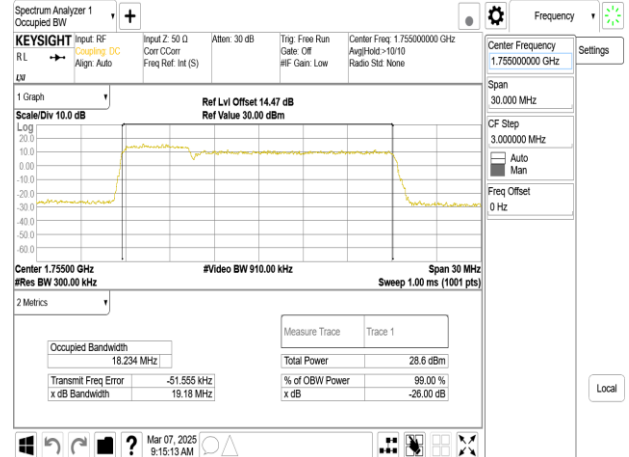 Spectrum Analyzer 1
Occupied BW
Frequency
KEYSIGHT
RL
Input: RF
Coupling: DC
Align: Auto
Input Z: 50 Ω
Corr CCorr
Freq Ref: Int (S)
Atten: 30 dB
Trig: Free Run
Gate: Off
#IF Gain: Low
Center Freq: 1.755000000 GHz
Avg|Hold:>10/10
Radio Std: None
LXI
Center Frequency
1.755000000 GHz
Settings
Span
30.000 MHz
CF Step
3.000000 MHz
Auto
Man
Freq Offset
0 Hz
Local
1 Graph
Scale/Div 10.0 dB
Ref Lvl Offset 14.47 dB
Ref Value 30.00 dBm
Log
20.0
10.0
0.00
-10.0
-20.0
-30.0
-40.0
-50.0
-60.0
Center 1.75500 GHz
#Video BW 910.00 kHz
Span 30 MHz
#Res BW 300.00 kHz
Sweep 1.00 ms (1001 pts)
2 Metrics
Measure Trace Trace 1
Occupied Bandwidth
18.234 MHz
Total Power 28.6 dBm
Transmit Freq Error -51.555 kHz
% of OBW Power 99.00 %
x dB Bandwidth 19.18 MHz
x dB -26.00 dB
?
Mar 07, 2025
9:15:13 AM